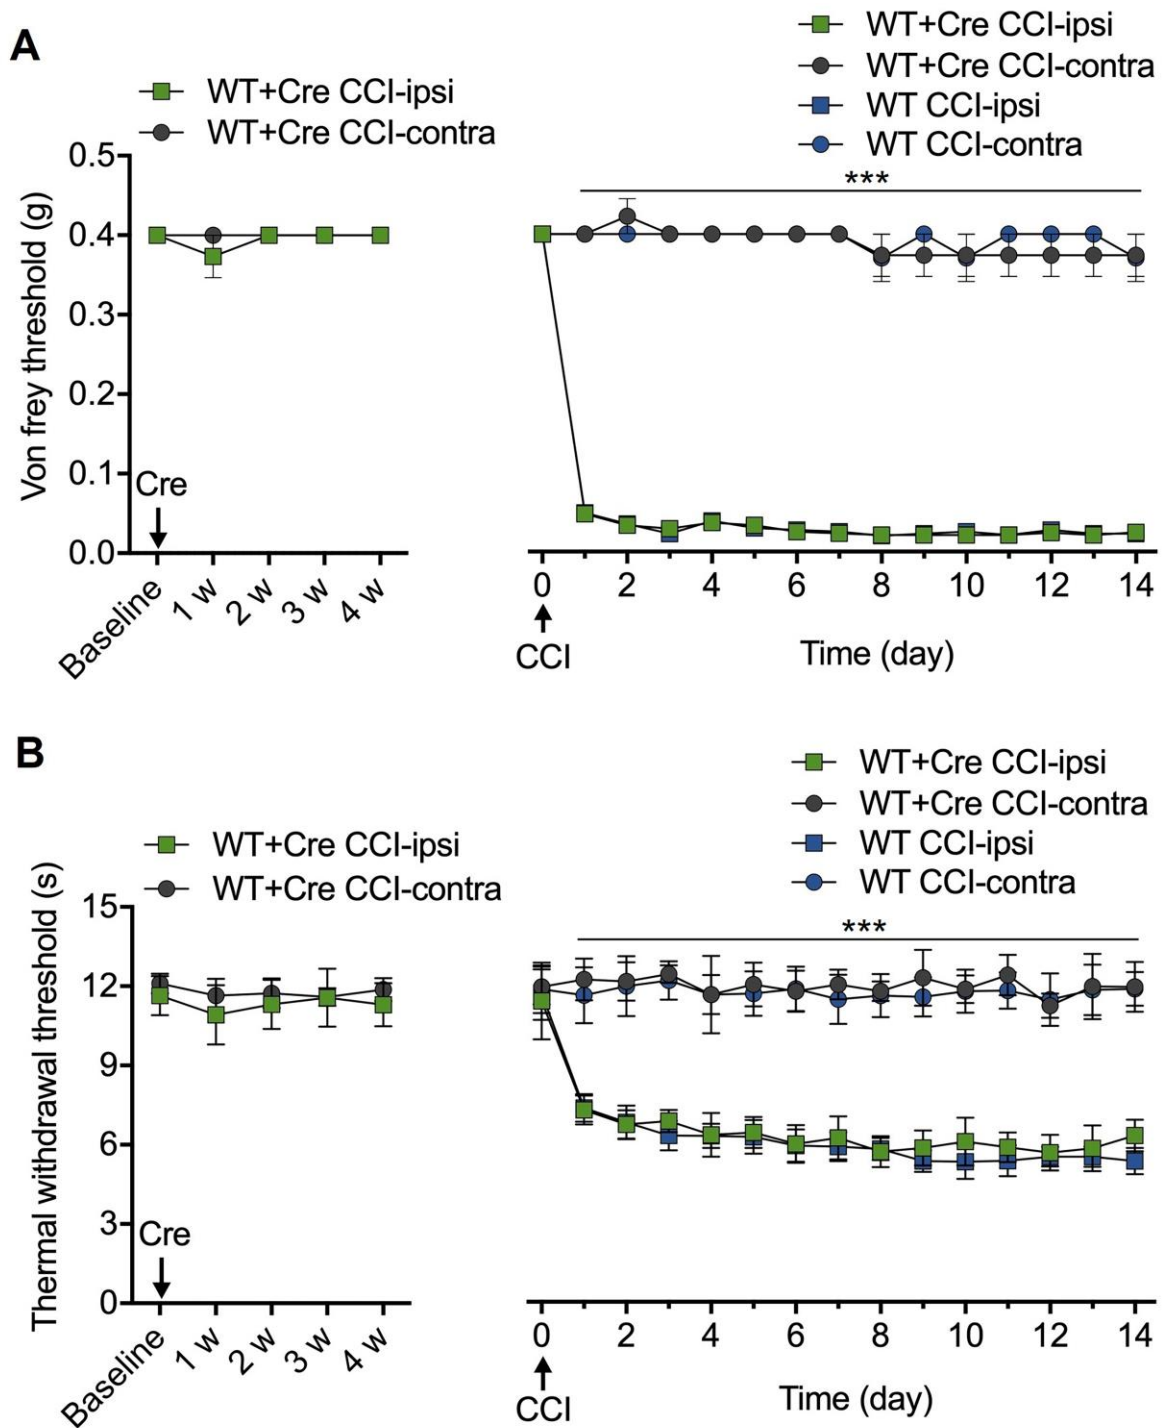 A
WT+Cre CCI-ipsi
WT+Cre CCI-contra
WT+Cre CCI-ipsi
WT+Cre CCI-contra
WT CCI-ipsi
WT CCI-contra
***
Von frey threshold (g)
0.5
0.4
0.3
0.2
0.1
0.0
Cre
Baseline
1 w
2 w
3 w
4 w
0
2
4
6
8
10
12
14
CCI
Time (day)
B
WT+Cre CCI-ipsi
WT+Cre CCI-contra
WT+Cre CCI-ipsi
WT+Cre CCI-contra
WT CCI-ipsi
WT CCI-contra
***
Thermal withdrawal threshold (s)
15
12
9
6
3
0
Cre
Baseline
1 w
2 w
3 w
4 w
0
2
4
6
8
10
12
14
CCI
Time (day)